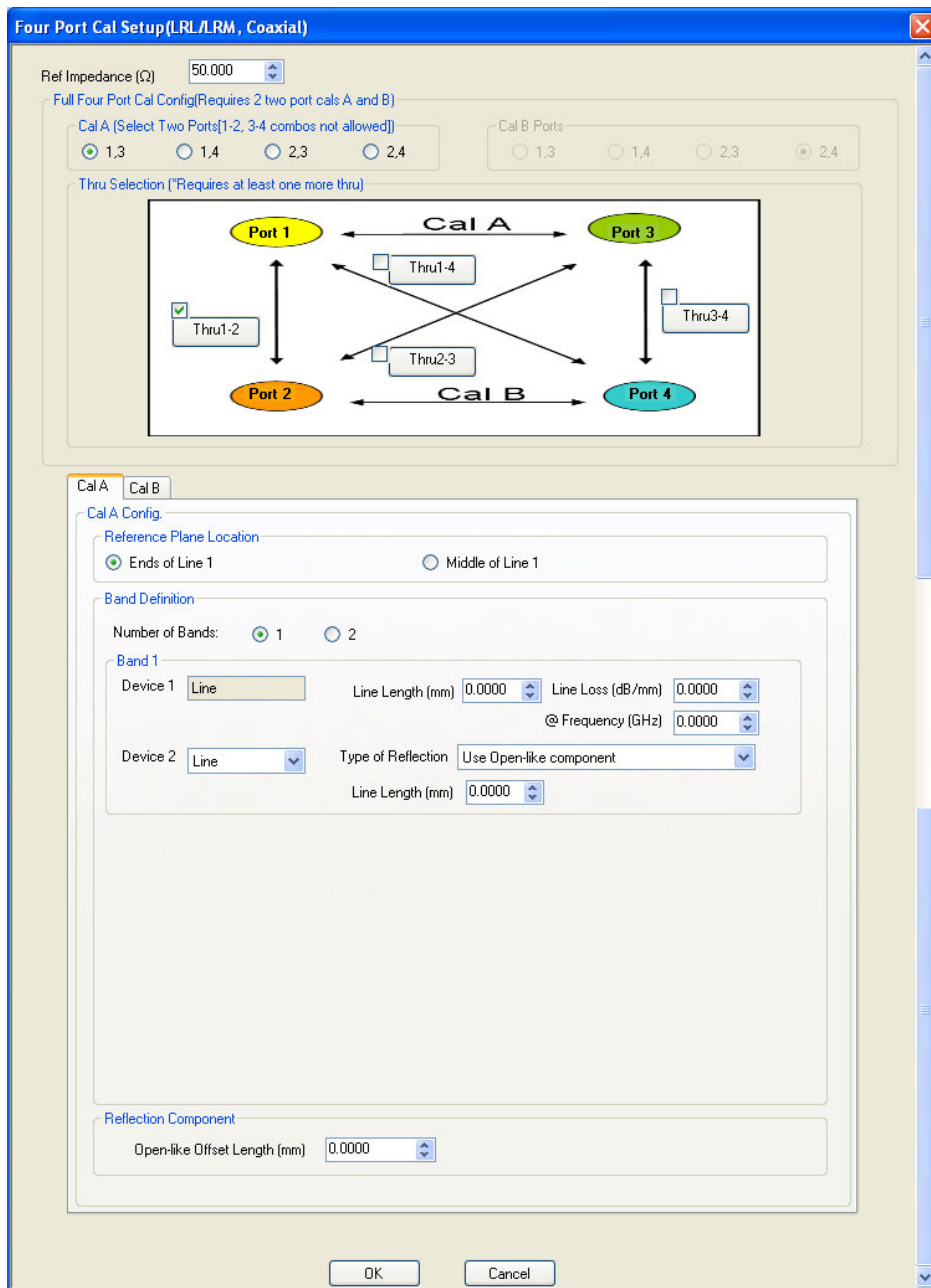 Four Port Cal Setup(LRL/LRM, Coaxial)
Ref Impedance (Ω) 50.000
Full Four Port Cal Config(Requires 2 two port cals A and B)
Cal A (Select Two Ports[1-2, 3-4 combos not allowed])
1,3 1,4 2,3 2,4
Cal B Ports
1,3 1,4 2,3 2,4
Thru Selection (*Requires at least one more thru)
Port 1 Cal A Port 3
Thru1-4
Thru1-2
Thru3-4
Thru2-3
Port 2 Cal B Port 4
Cal A Cal B
Cal A Config.
Reference Plane Location
Ends of Line 1 Middle of Line 1
Band Definition
Number of Bands: 1 2
Band 1
Device 1 Line Line Length (mm) 0.0000 Line Loss (dB/mm) 0.0000
@ Frequency (GHz) 0.0000
Device 2 Line Type of Reflection Use Open-like component
Line Length (mm) 0.0000
Reflection Component
Open-like Offset Length (mm) 0.0000
OK Cancel